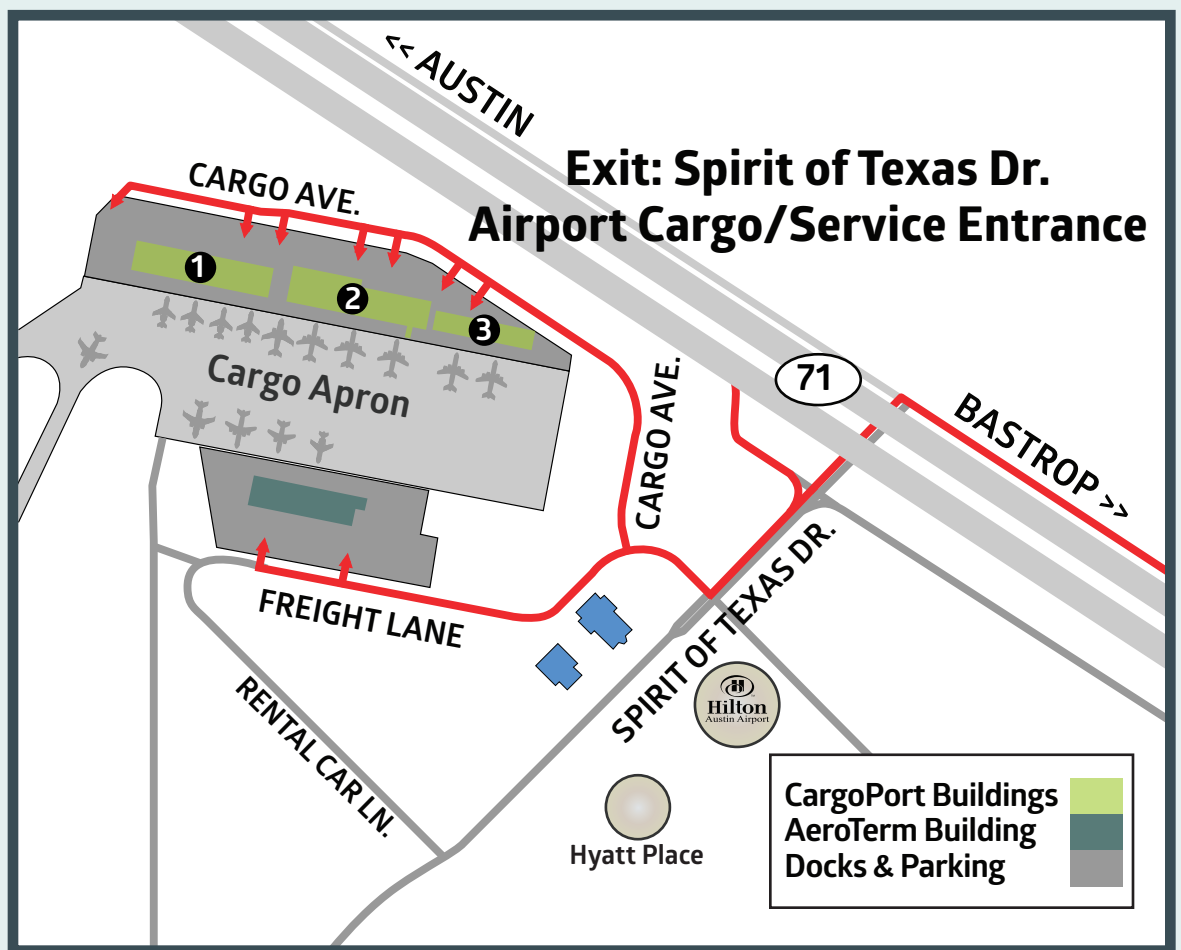 << AUSTIN
Exit: Spirit of Texas Dr.
Airport Cargo/Service Entrance
CARGO AVE.
1
2
3
Cargo Apron
71
BASTROP >>
CARGO AVE.
SPIRIT OF TEXAS DR.
FREIGHT LANE
RENTAL CAR LN.
H
Hilton
Austin Airport
Hyatt Place
CargoPort Buildings
AeroTerm Building
Docks & Parking